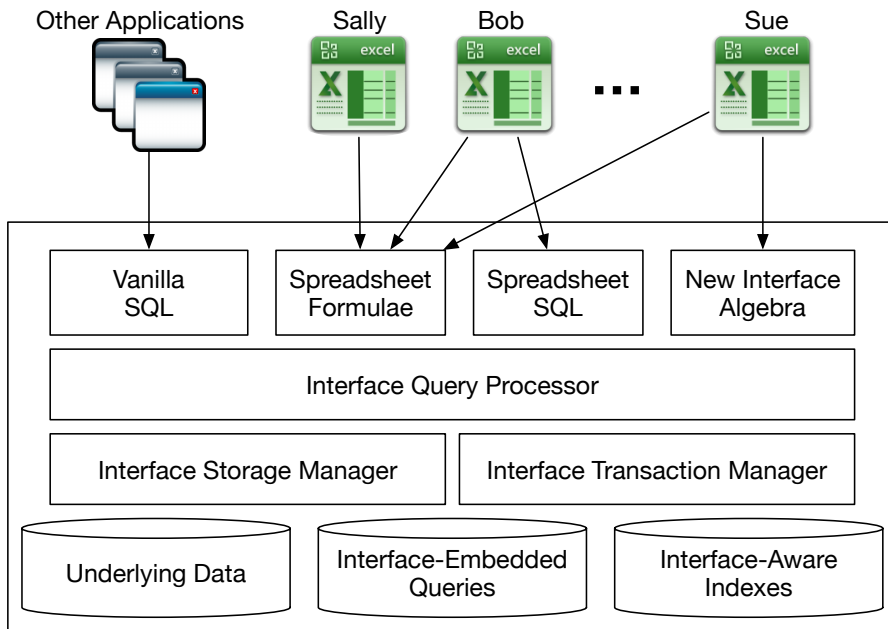 Other Applications Sally Bob Sue
excel excel excel
Vanilla SQL
Spreadsheet Formulae
Spreadsheet SQL
New Interface Algebra
Interface Query Processor
Interface Storage Manager
Interface Transaction Manager
Underlying Data
Interface-Embedded Queries
Interface-Aware Indexes